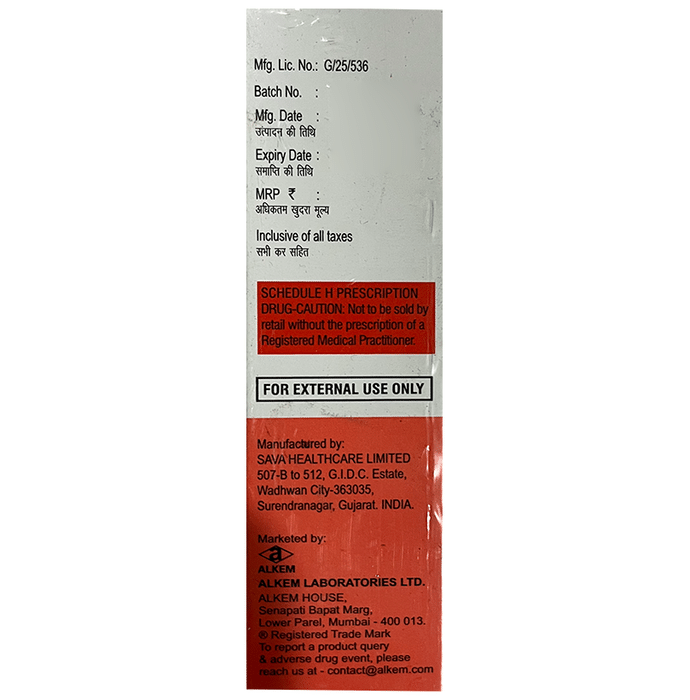 Mfg. Lic. No.: G/25/536
Batch No. :
Mfg. Date :
उत्पादन की तिथि
Expiry Date :
समाप्ति की तिथि
MRP ₹ :
अधिकतम खुदरा मूल्य
Inclusive of all taxes
सभी कर सहित
SCHEDULE H PRESCRIPTION
DRUG-CAUTION: Not to be sold by
retail without the prescription of a
Registered Medical Practitioner.
FOR EXTERNAL USE ONLY
Manufactured by:
SAVA HEALTHCARE LIMITED
507-B to 512, G.I.D.C. Estate,
Wadhwan City-363035,
Surendranagar, Gujarat. INDIA.
Marketed by:
a
ALKEM
ALKEM LABORATORIES LTD.
ALKEM HOUSE,
Senapati Bapat Marg,
Lower Parel, Mumbai - 400 013.
® Registered Trade Mark
To report a product query
& adverse drug event, please
reach us at - contact@alkem.com